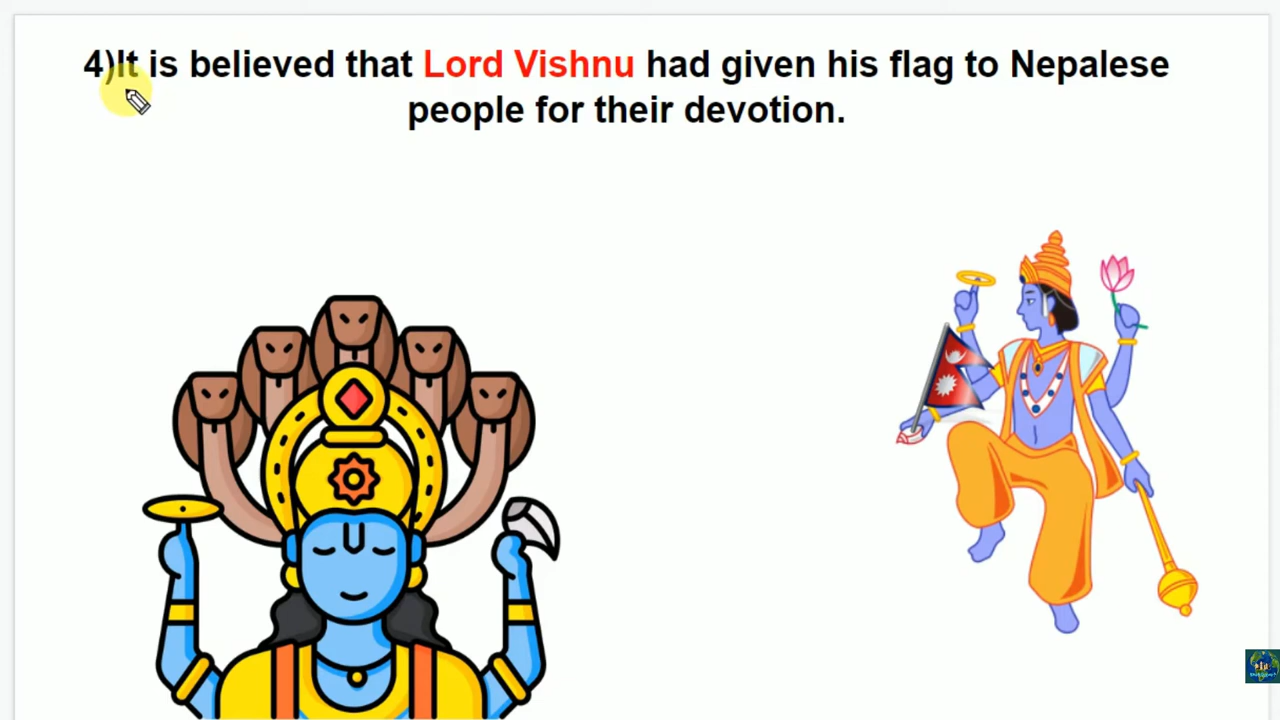 4)It is believed that Lord Vishnu had given his flag to Nepalese
people for their devotion.